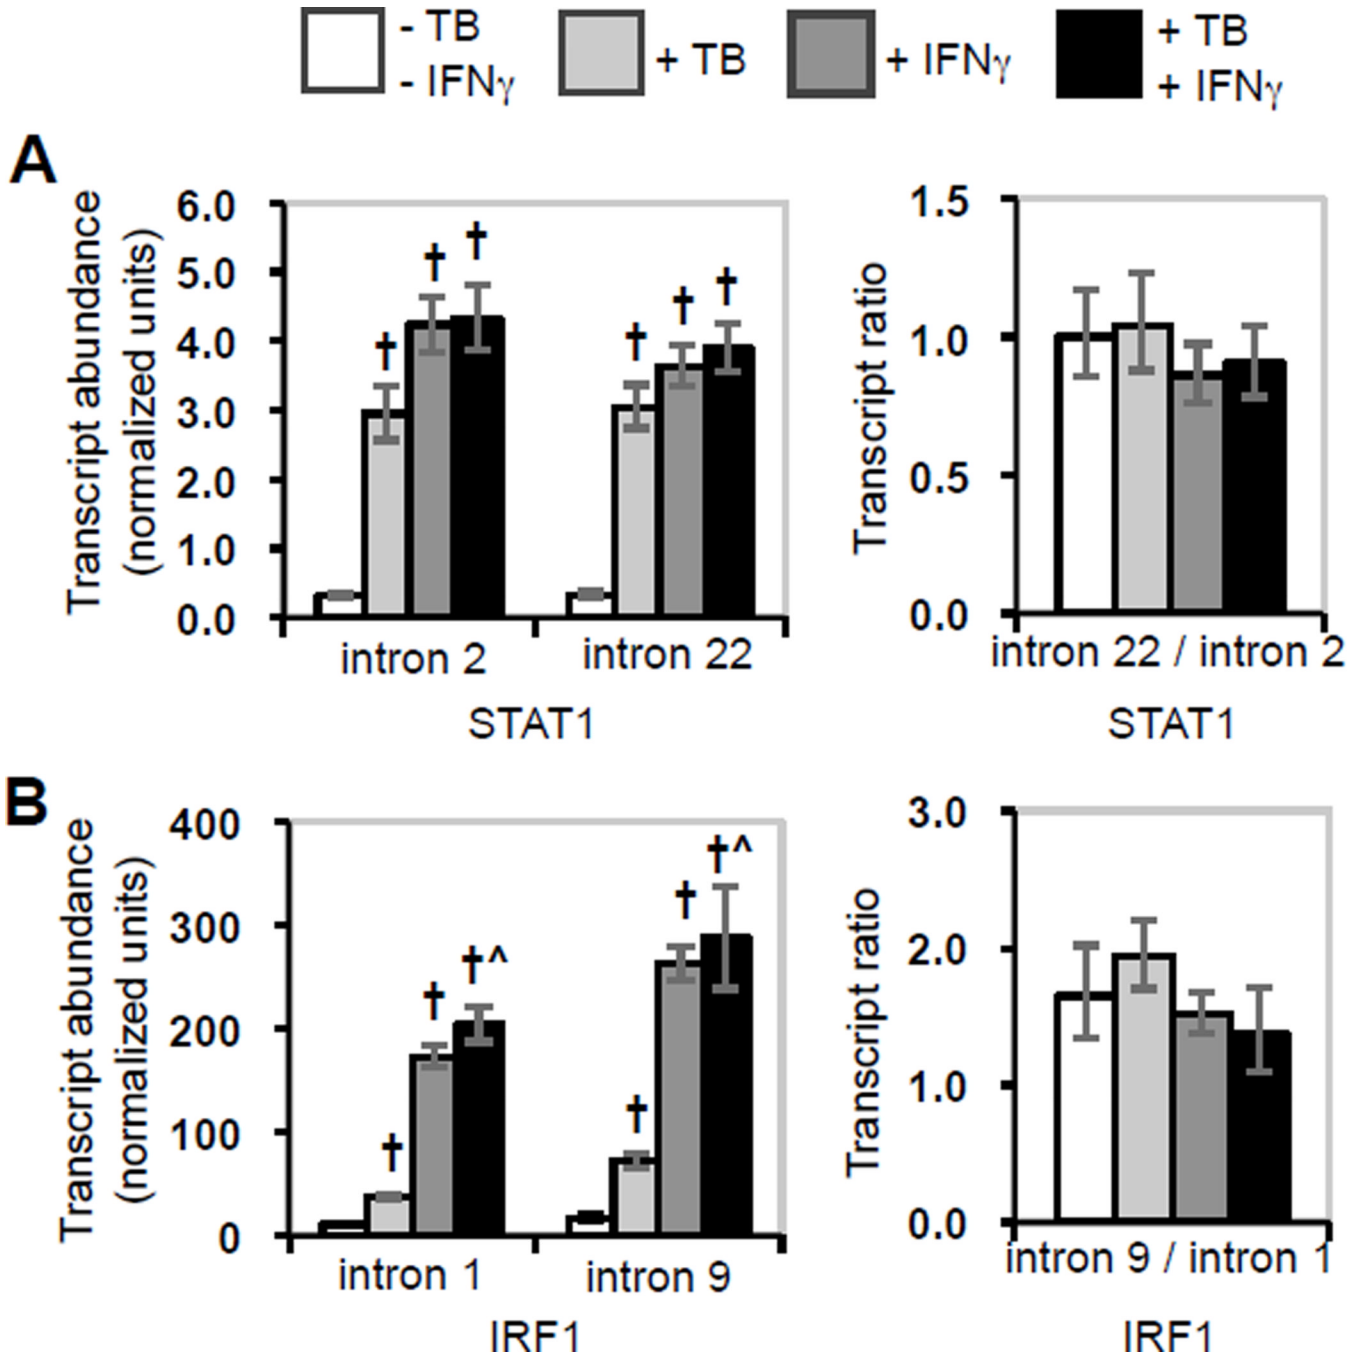 - TB
- IFNγ
+ TB
+ IFNγ
+ TB
+ IFNγ
A
Transcript abundance
(normalized units)
6.0
5.0
4.0
3.0
2.0
1.0
0.0
†
†
†
†
†
†
intron 2
intron 22
STAT1
Transcript ratio
1.5
1.0
0.5
0.0
intron 22 / intron 2
STAT1
B
Transcript abundance
(normalized units)
400
300
200
100
0
†
†
†^
†
†
†^
intron 1
intron 9
IRF1
Transcript ratio
3.0
2.0
1.0
0.0
intron 9 / intron 1
IRF1